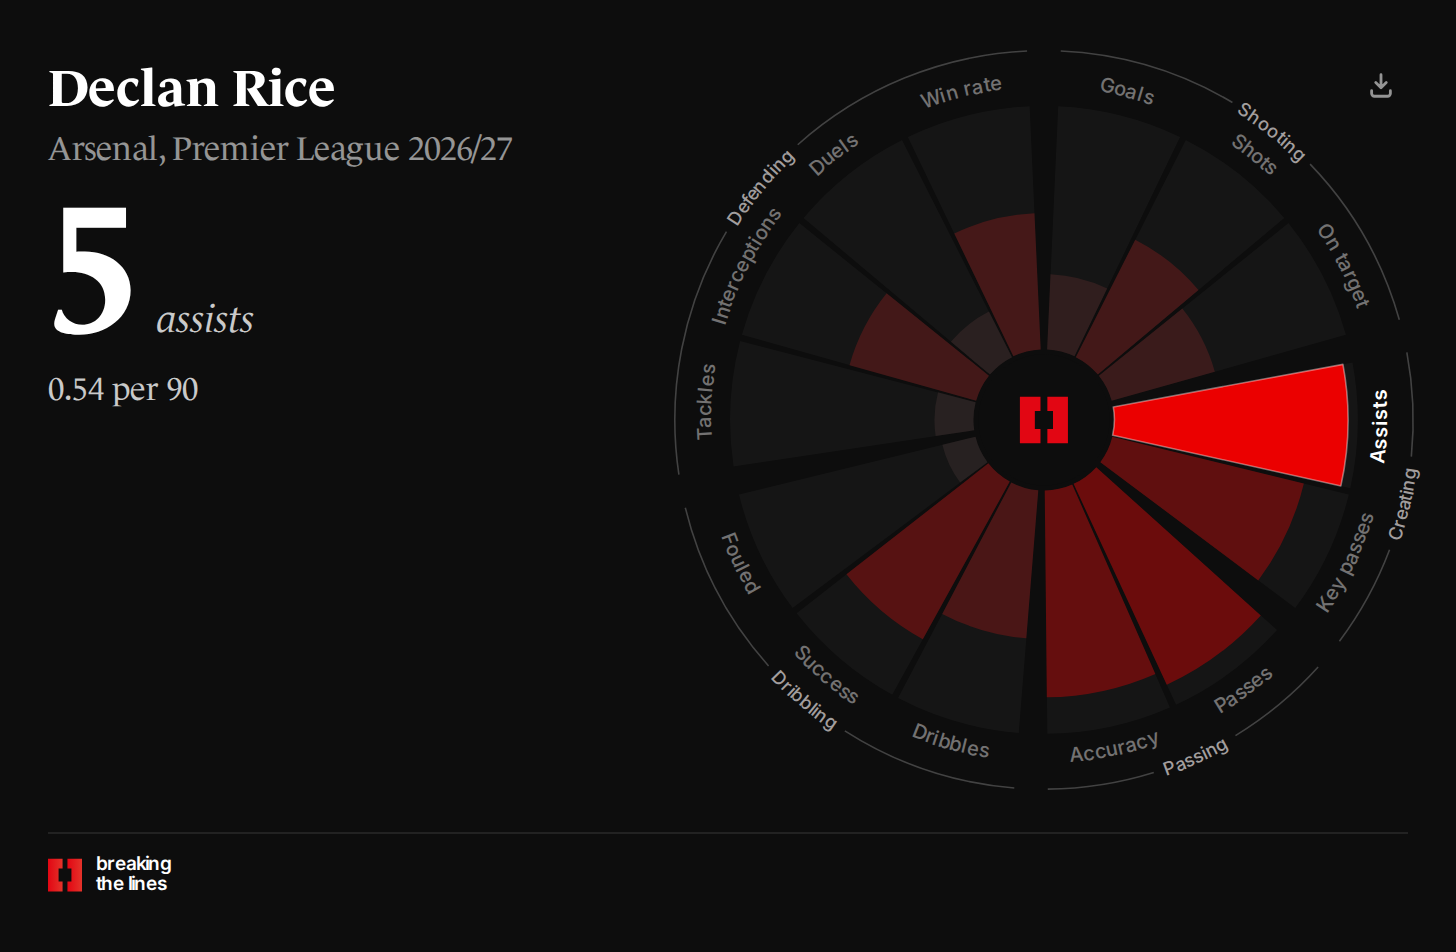 Declan Rice
Arsenal, Premier League 2026/27
5 assists
0.54 per 90
Goals
Shooting
Shots
On target
Assists
Creating
Key passes
Passes
Passing
Accuracy
Dribbles
Dribbling
Success
Fouled
Tackles
Interceptions
Defending
Duels
Win rate
breaking
the lines